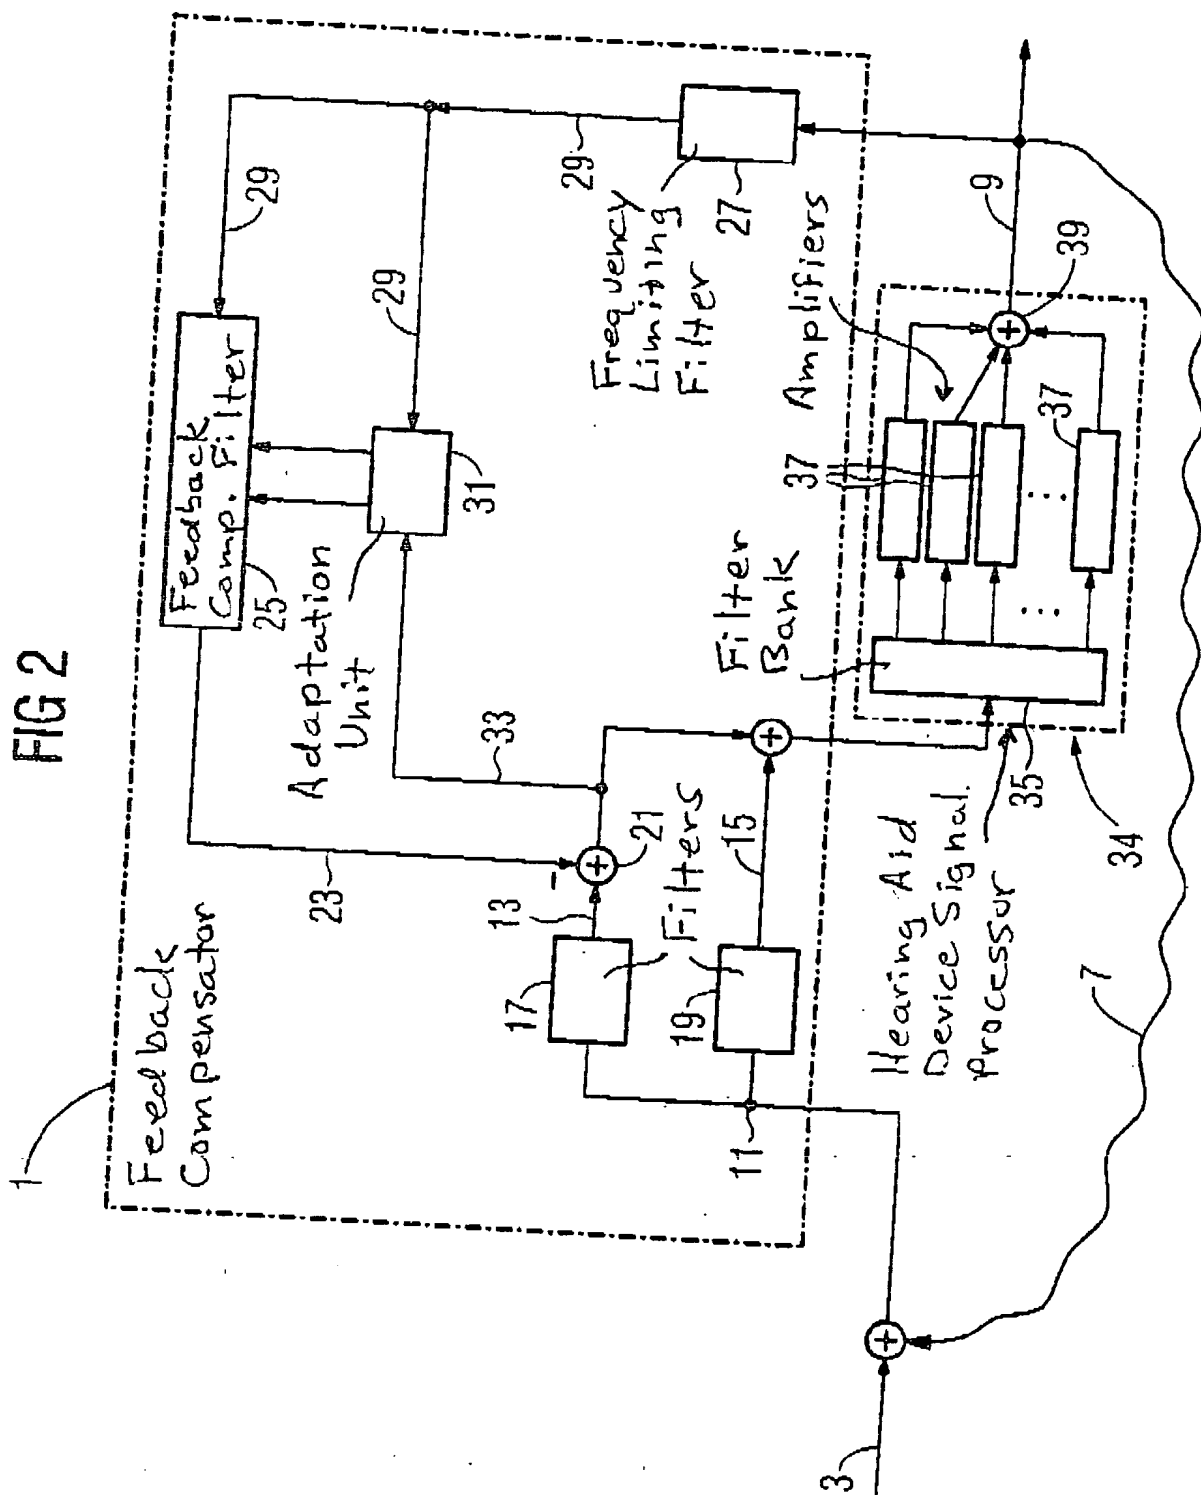 FIG 2
1
Feedback
Compensator
Feedback
Comp. Filter
25
29
23
Adaptation
Unit
31
29
33
29
Frequency
Limiting
Filter
27
17
13
21
Filters
19
15
11
Filter
Bank
Amplifiers
37
37
9
39
35
34
Hearing Aid
Device Signal.
Processor
7
3